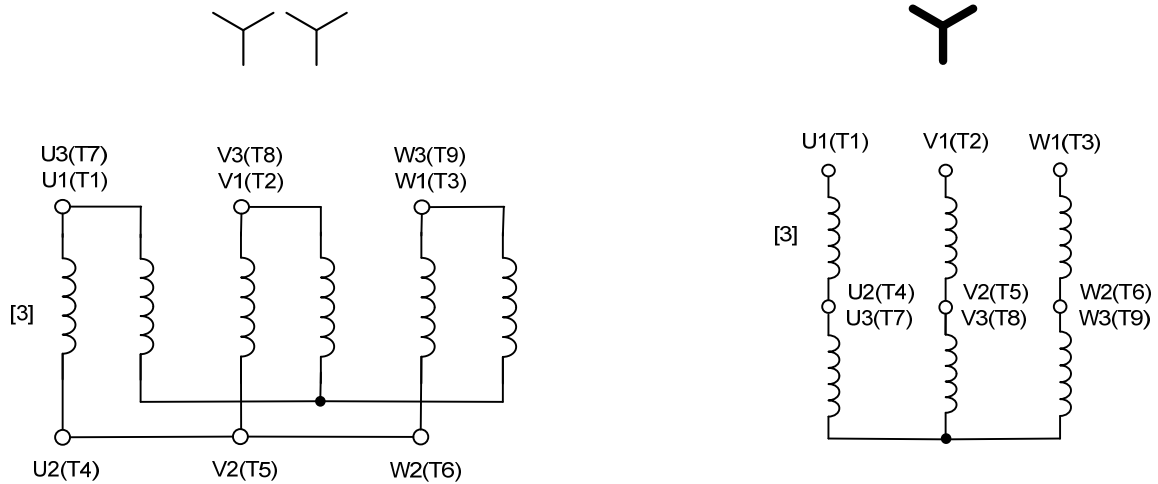 U3(T7) V3(T8) W3(T9)
U1(T1) V1(T2) W1(T3)
[3]
U2(T4) V2(T5) W2(T6)
U1(T1) V1(T2) W1(T3)
[3]
U2(T4) V2(T5) W2(T6)
U3(T7) V3(T8) W3(T9)